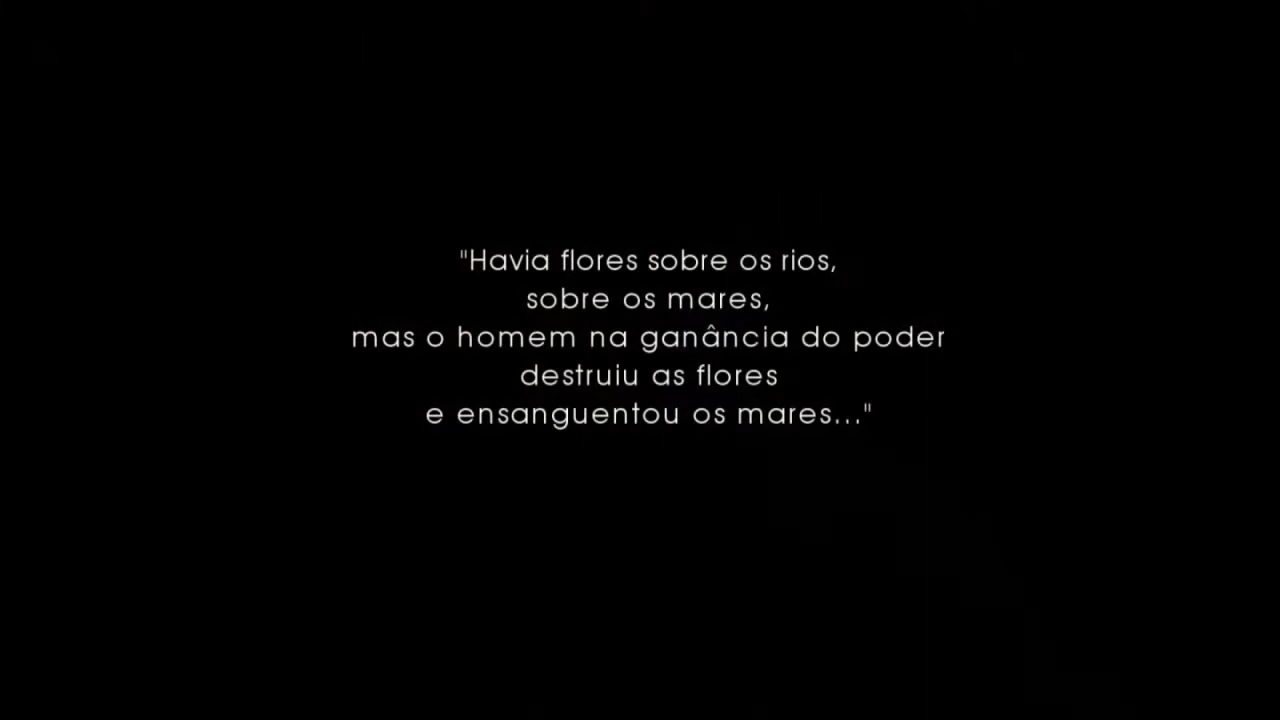 "Havia flores sobre os rios,
sobre os mares,
mas o homem na ganância do poder
destruiu as flores
e ensanguentou os mares..."